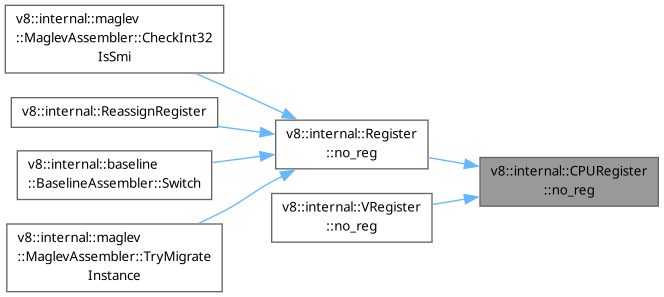 v8::internal::maglev
::MaglevAssembler::CheckInt32
IsSmi
v8::internal::ReassignRegister
v8::internal::baseline
::BaselineAssembler::Switch
v8::internal::maglev
::MaglevAssembler::TryMigrate
Instance
v8::internal::Register
::no_reg
v8::internal::VRegister
::no_reg
v8::internal::CPURegister
::no_reg